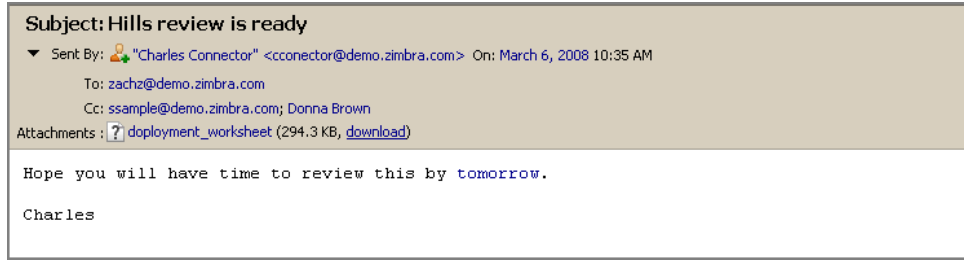 Subject: Hills review is ready
Sent By: "Charles Connector" <cconector@demo.zimbra.com> On: March 6, 2008 10:35 AM
To: zachz@demo.zimbra.com
Cc: ssample@demo.zimbra.com; Donna Brown
Attachments : ? doployment_worksheet (294.3 KB, download)
Hope you will have time to review this by tomorrow.
Charles